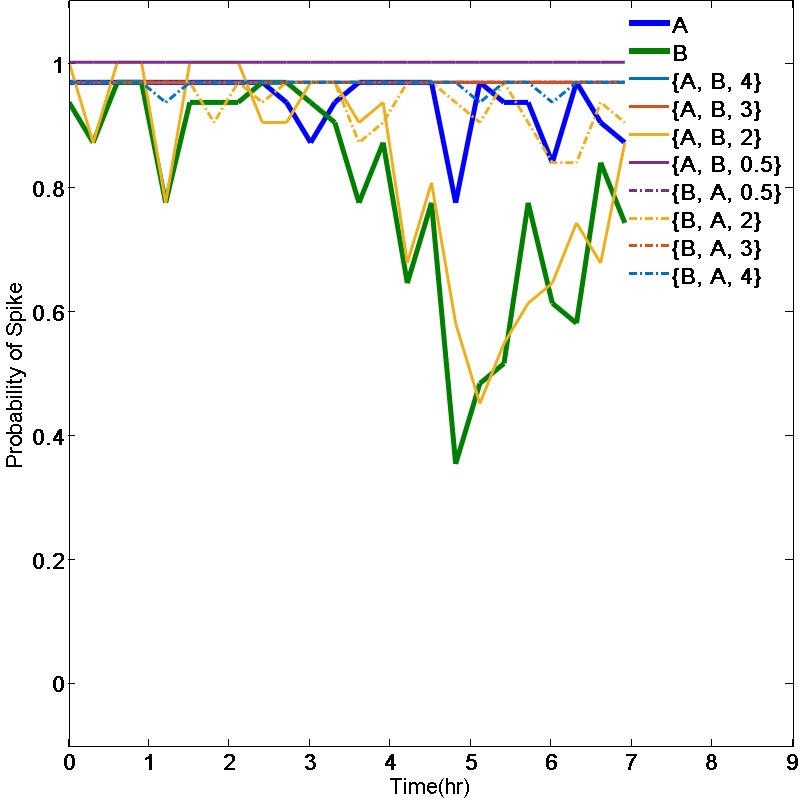 A
B
{A, B, 4}
{A, B, 3}
{A, B, 2}
{A, B, 0.5}
{B, A, 0.5}
{B, A, 2}
{B, A, 3}
{B, A, 4}
Probability of Spike
1
0.8
0.6
0.4
0.2
0
0 1 2 3 4 5 6 7 8 9
Time(hr)